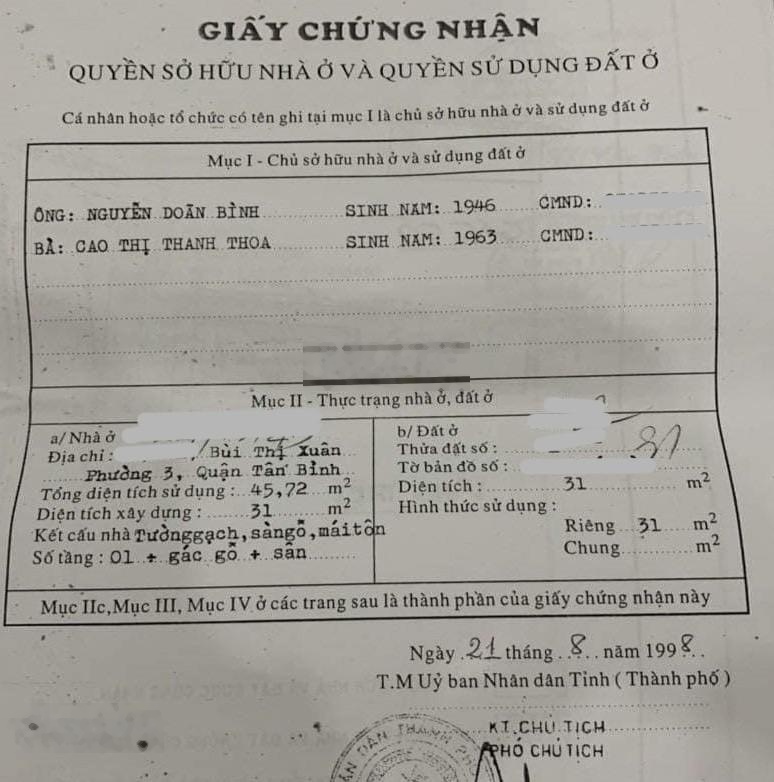 GIẤY CHỨNG NHẬN
QUYỀN SỞ HỮU NHÀ Ở VÀ QUYỀN SỬ DỤNG ĐẤT Ở
Cá nhân hoặc tổ chức có tên ghi tại mục I là chủ sở hữu nhà ở và sử dụng đất ở
Mục I - Chủ sở hữu nhà ở và sử dụng đất ở
ÔNG: NGUYỄN DOÃN BÌNH SINH NĂM: 1946 CMND:
BÀ: CAO THỊ THANH THOA SINH NĂM: 1963 CMND:
Mục II - Thực trạng nhà ở, đất ở
a/ Nhà ở
Địa chỉ : / Bùi Thị Xuân
Phường 3, Quận Tân Bình
Tổng diện tích sử dụng : 45,72 m²
Diện tích xây dựng : 31 m²
Kết cấu nhà Tườnggạch, sàngỗ, máitôn
Số tầng : 01 + gác gỗ + sân
b/ Đất ở
Thửa đất số :
Tờ bản đồ số :
Diện tích : 31 m²
Hình thức sử dụng :
Riêng 31 m²
Chung m²
Mục IIc,Mục III, Mục IV ở các trang sau là thành phần của giấy chứng nhận này
Ngày 21 tháng 8 năm 1998
T.M Uỷ ban Nhân dân Tỉnh ( Thành phố )
KT.CHỦ TỊCH
PHÓ CHỦ TỊCH
DÂN THÀNH PHỐ